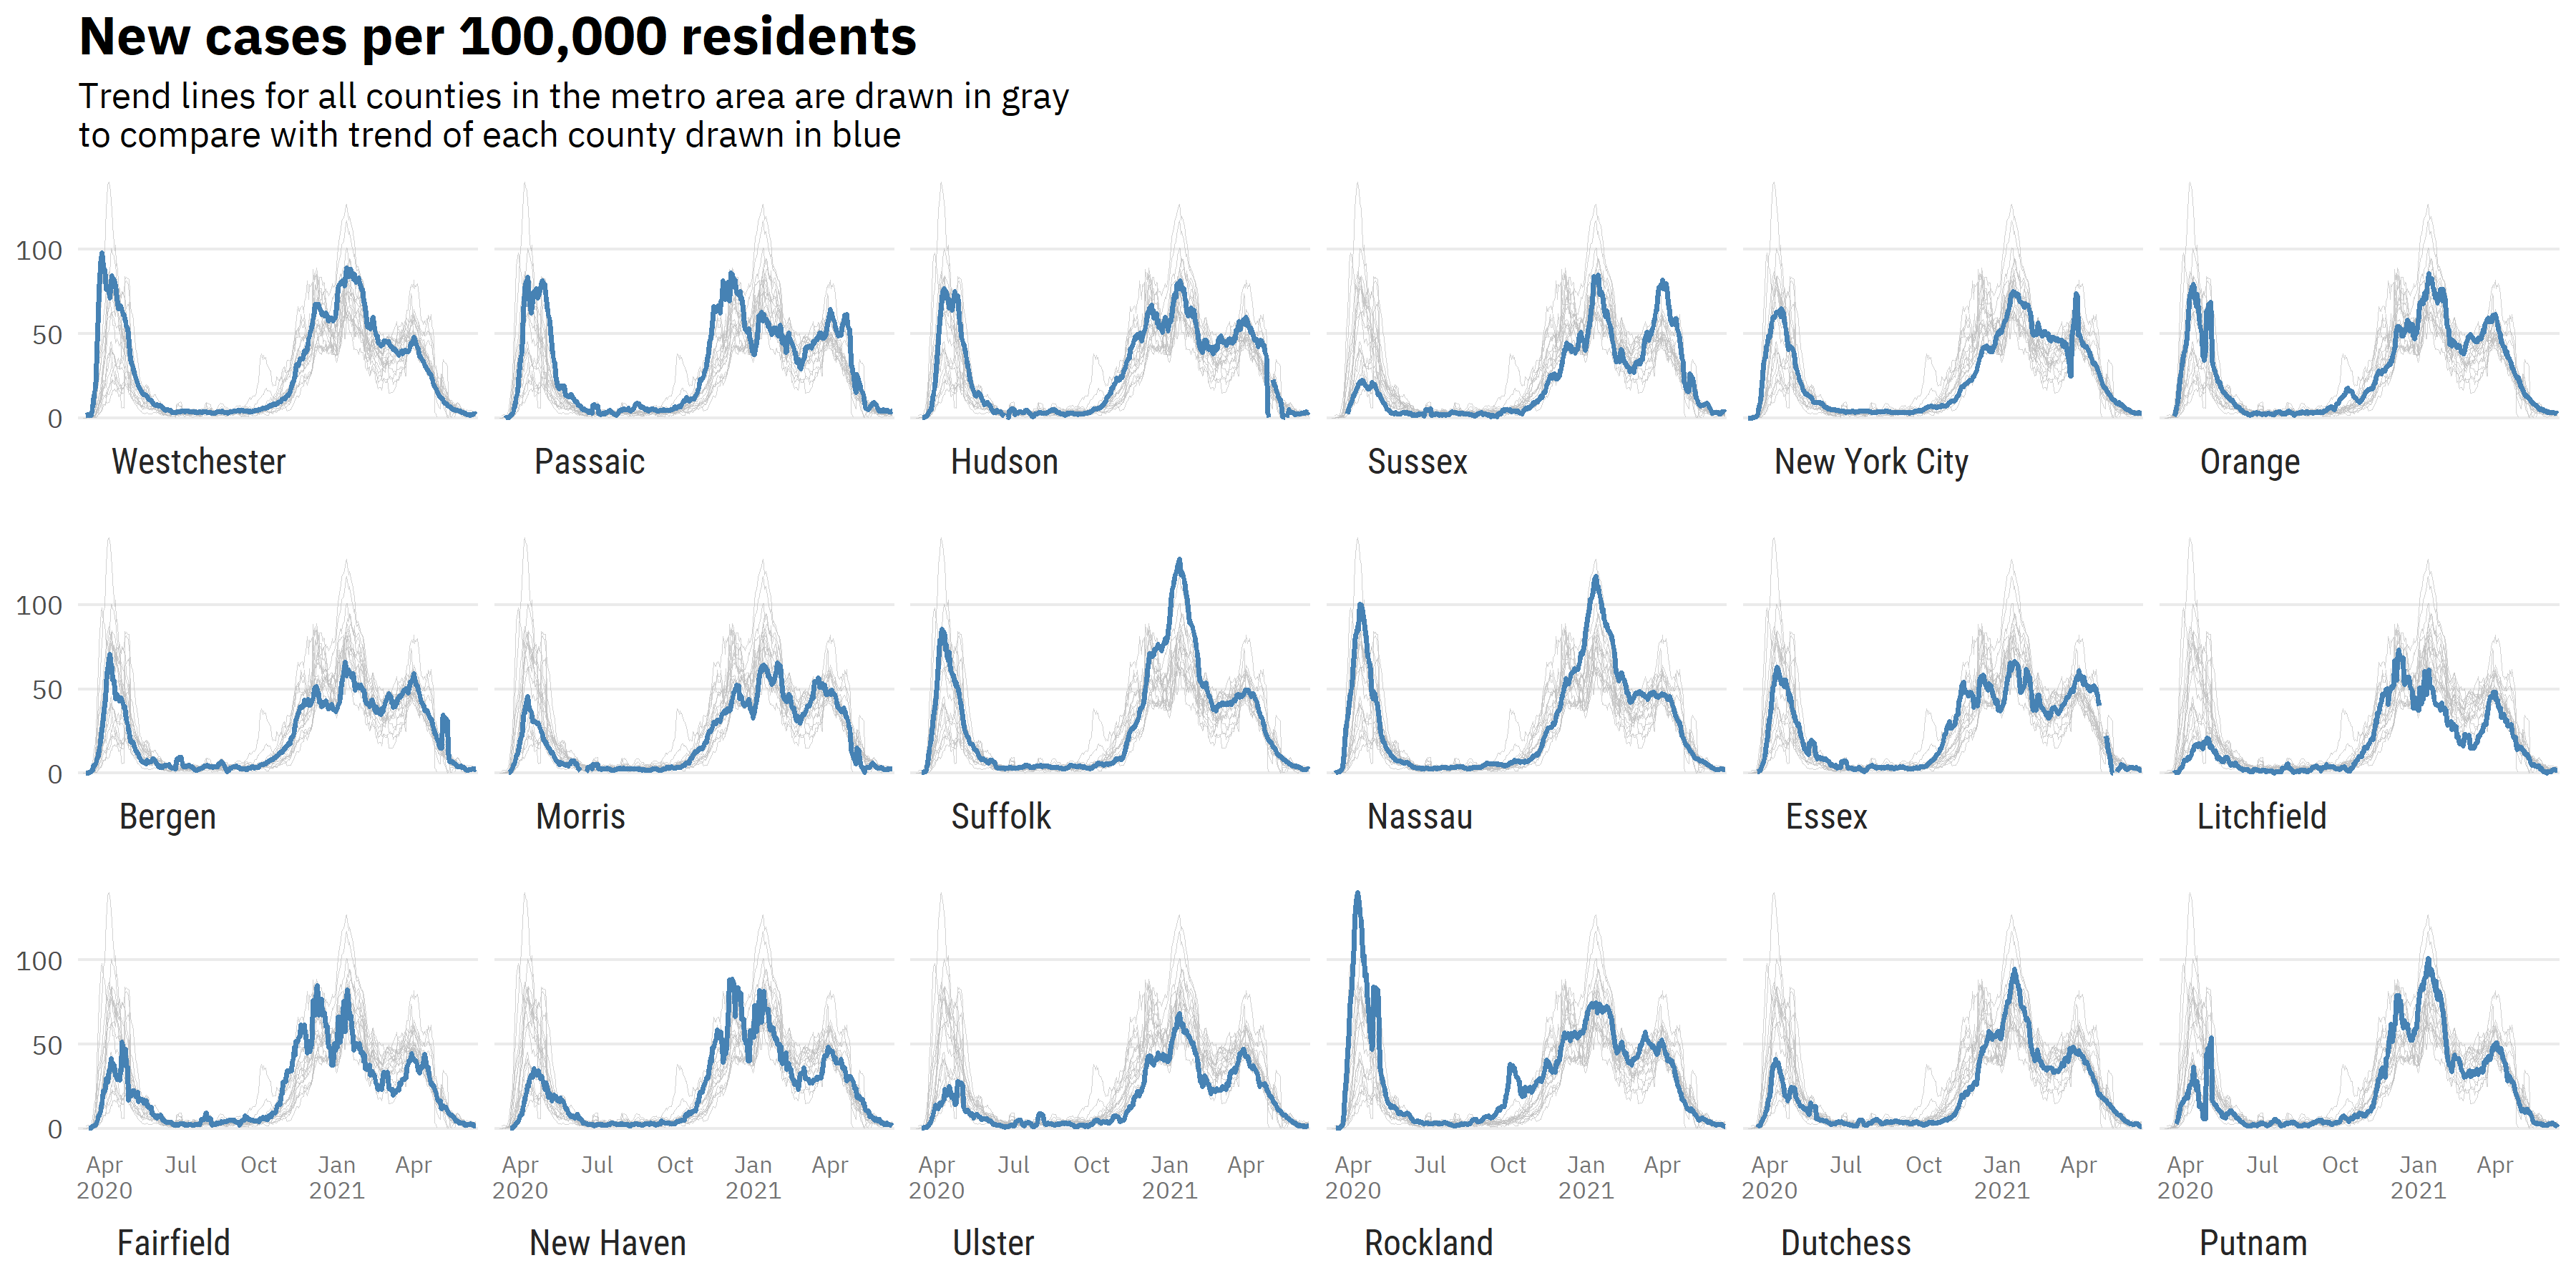 New cases per 100,000 residents
Trend lines for all counties in the metro area are drawn in gray
to compare with trend of each county drawn in blue
100
50
0
Westchester Passaic Hudson Sussex New York City Orange
100
50
0
Bergen Morris Suffolk Nassau Essex Litchfield
100
50
0
Apr Jul Oct Jan Apr Apr Jul Oct Jan Apr Apr Jul Oct Jan Apr Apr Jul Oct Jan Apr Apr Jul Oct Jan Apr Apr Jul Oct Jan Apr
2020 2021 2020 2021 2020 2021 2020 2021 2020 2021 2020 2021
Fairfield New Haven Ulster Rockland Dutchess Putnam